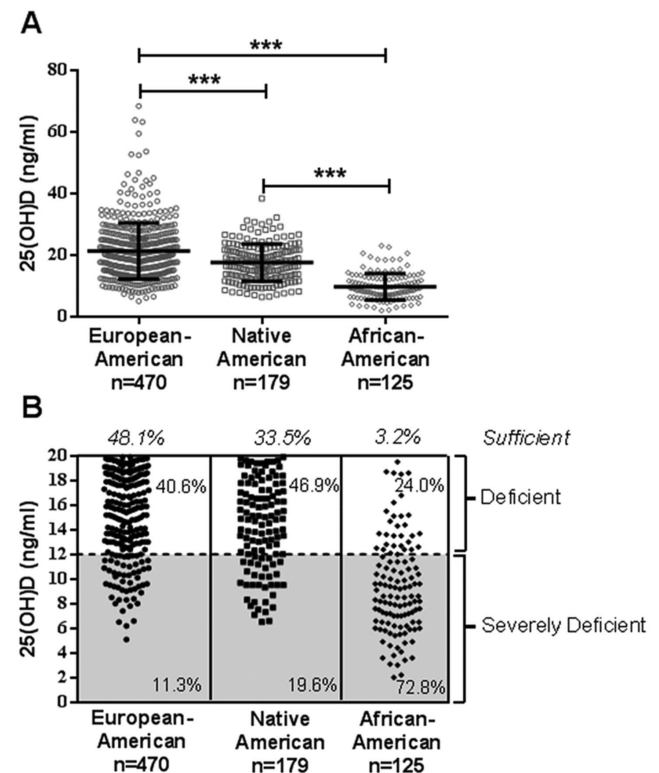 A
***
***
***
80
60
40
20
0
25(OH)D (ng/ml)
European-
American
n=470
Native
American
n=179
African-
American
n=125
B
48.1% 33.5% 3.2% Sufficient
20
18
16
14
12
10
8
6
4
2
0
25(OH)D (ng/ml)
40.6% 46.9% 24.0%
Deficient
Severely Deficient
11.3% 19.6% 72.8%
European-
American
n=470
Native
American
n=179
African-
American
n=125